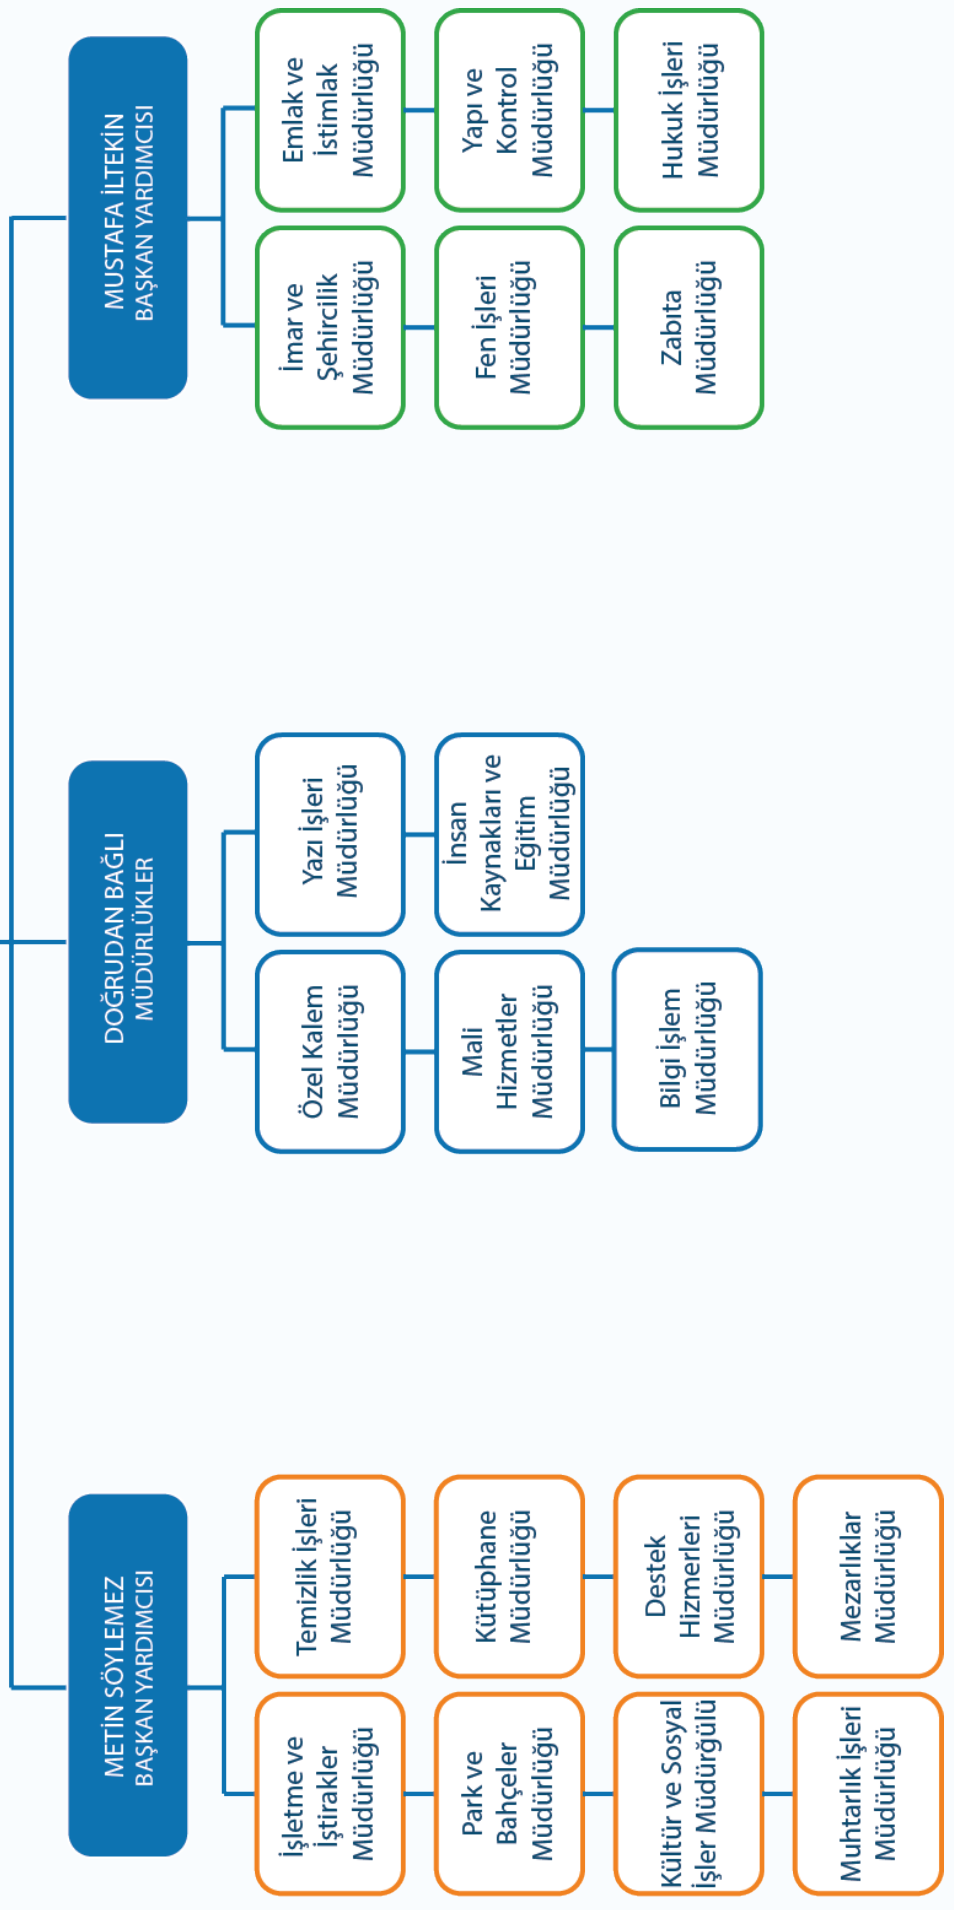 METİN SÖYLEMEZ
BAŞKAN YARDIMCISI
İşletme ve
İştirakler
Müdürlüğü
Temizlik İşleri
Müdürlüğü
Park ve
Bahçeler
Müdürlüğü
Kütüphane
Müdürlüğü
Kültür ve Sosyal
İşler Müdürğülü
Destek
Hizmerleri
Müdürlüğü
Muhtarlık İşleri
Müdürlüğü
Mezarlıklar
Müdürlüğü
DOĞRUDAN BAĞLI
MÜDÜRLÜKLER
Özel Kalem
Müdürlüğü
Yazı İşleri
Müdürlüğü
Mali
Hizmetler
Müdürlüğü
İnsan
Kaynakları ve
Eğitim
Müdürlüğü
Bilgi İşlem
Müdürlüğü
MUSTAFA İLTEKİN
BAŞKAN YARDIMCISI
İmar ve
Şehircilik
Müdürlüğü
Emlak ve
İstimlak
Müdürlüğü
Fen İşleri
Müdürlüğü
Yapı ve
Kontrol
Müdürlüğü
Zabıta
Müdürlüğü
Hukuk İşleri
Müdürlüğü